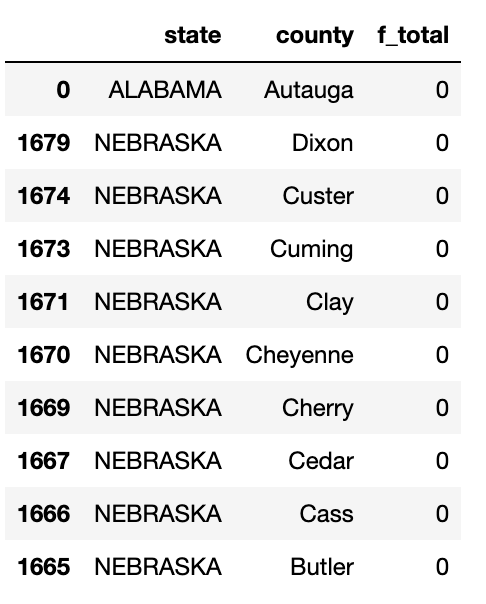 state county f_total
0 ALABAMA Autauga 0
1679 NEBRASKA Dixon 0
1674 NEBRASKA Custer 0
1673 NEBRASKA Cuming 0
1671 NEBRASKA Clay 0
1670 NEBRASKA Cheyenne 0
1669 NEBRASKA Cherry 0
1667 NEBRASKA Cedar 0
1666 NEBRASKA Cass 0
1665 NEBRASKA Butler 0